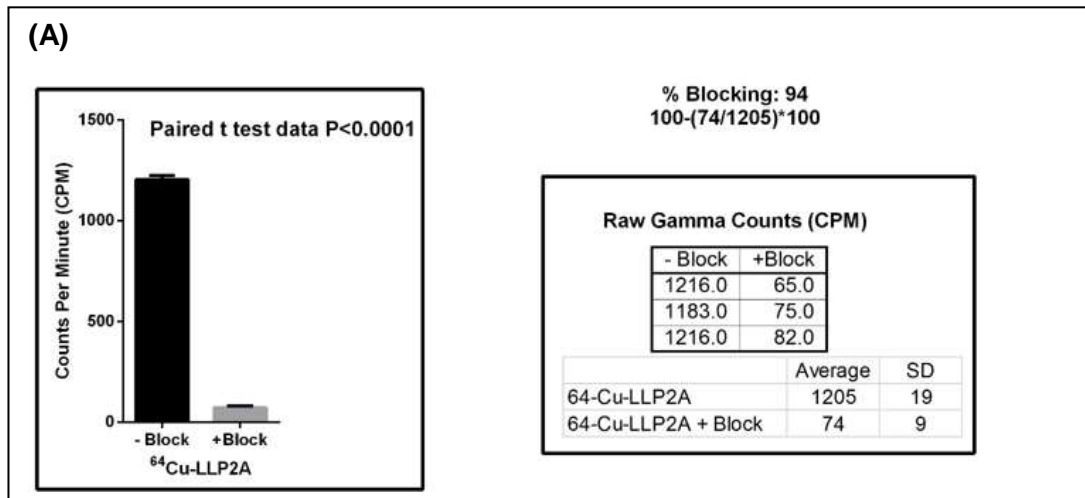 (A)
Paired t test data P<0.0001
Counts Per Minute (CPM)
1500
1000
500
0
- Block +Block
⁶⁴Cu-LLP2A
% Blocking: 94
100-(74/1205)*100
Raw Gamma Counts (CPM)
- Block +Block
1216.0 65.0
1183.0 75.0
1216.0 82.0
Average SD
64-Cu-LLP2A 1205 19
64-Cu-LLP2A + Block 74 9